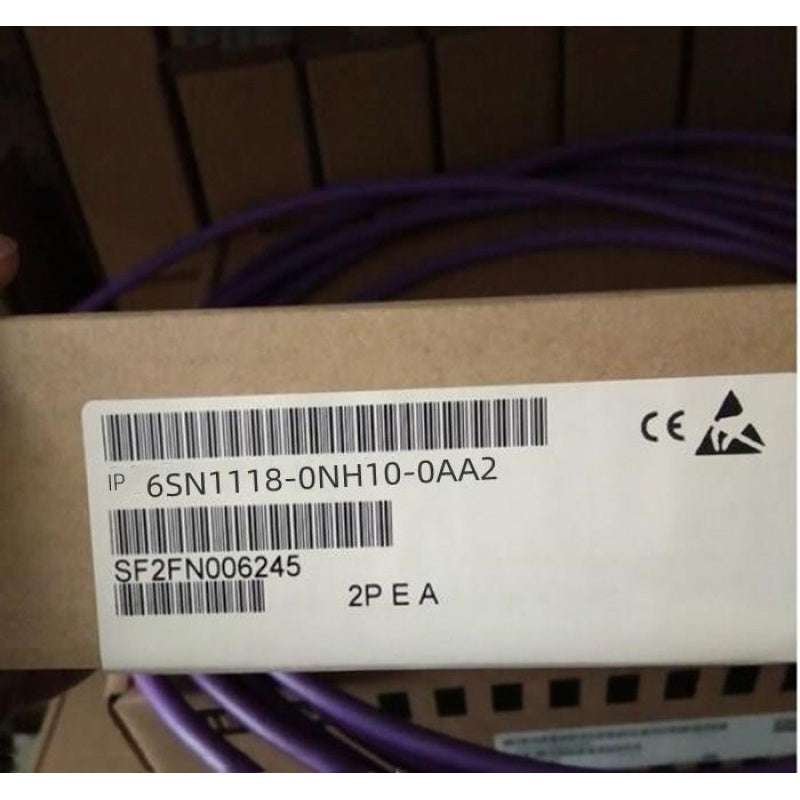 CE
IP 6SN1118-0NH10-0AA2
SF2FN006245
2P E A